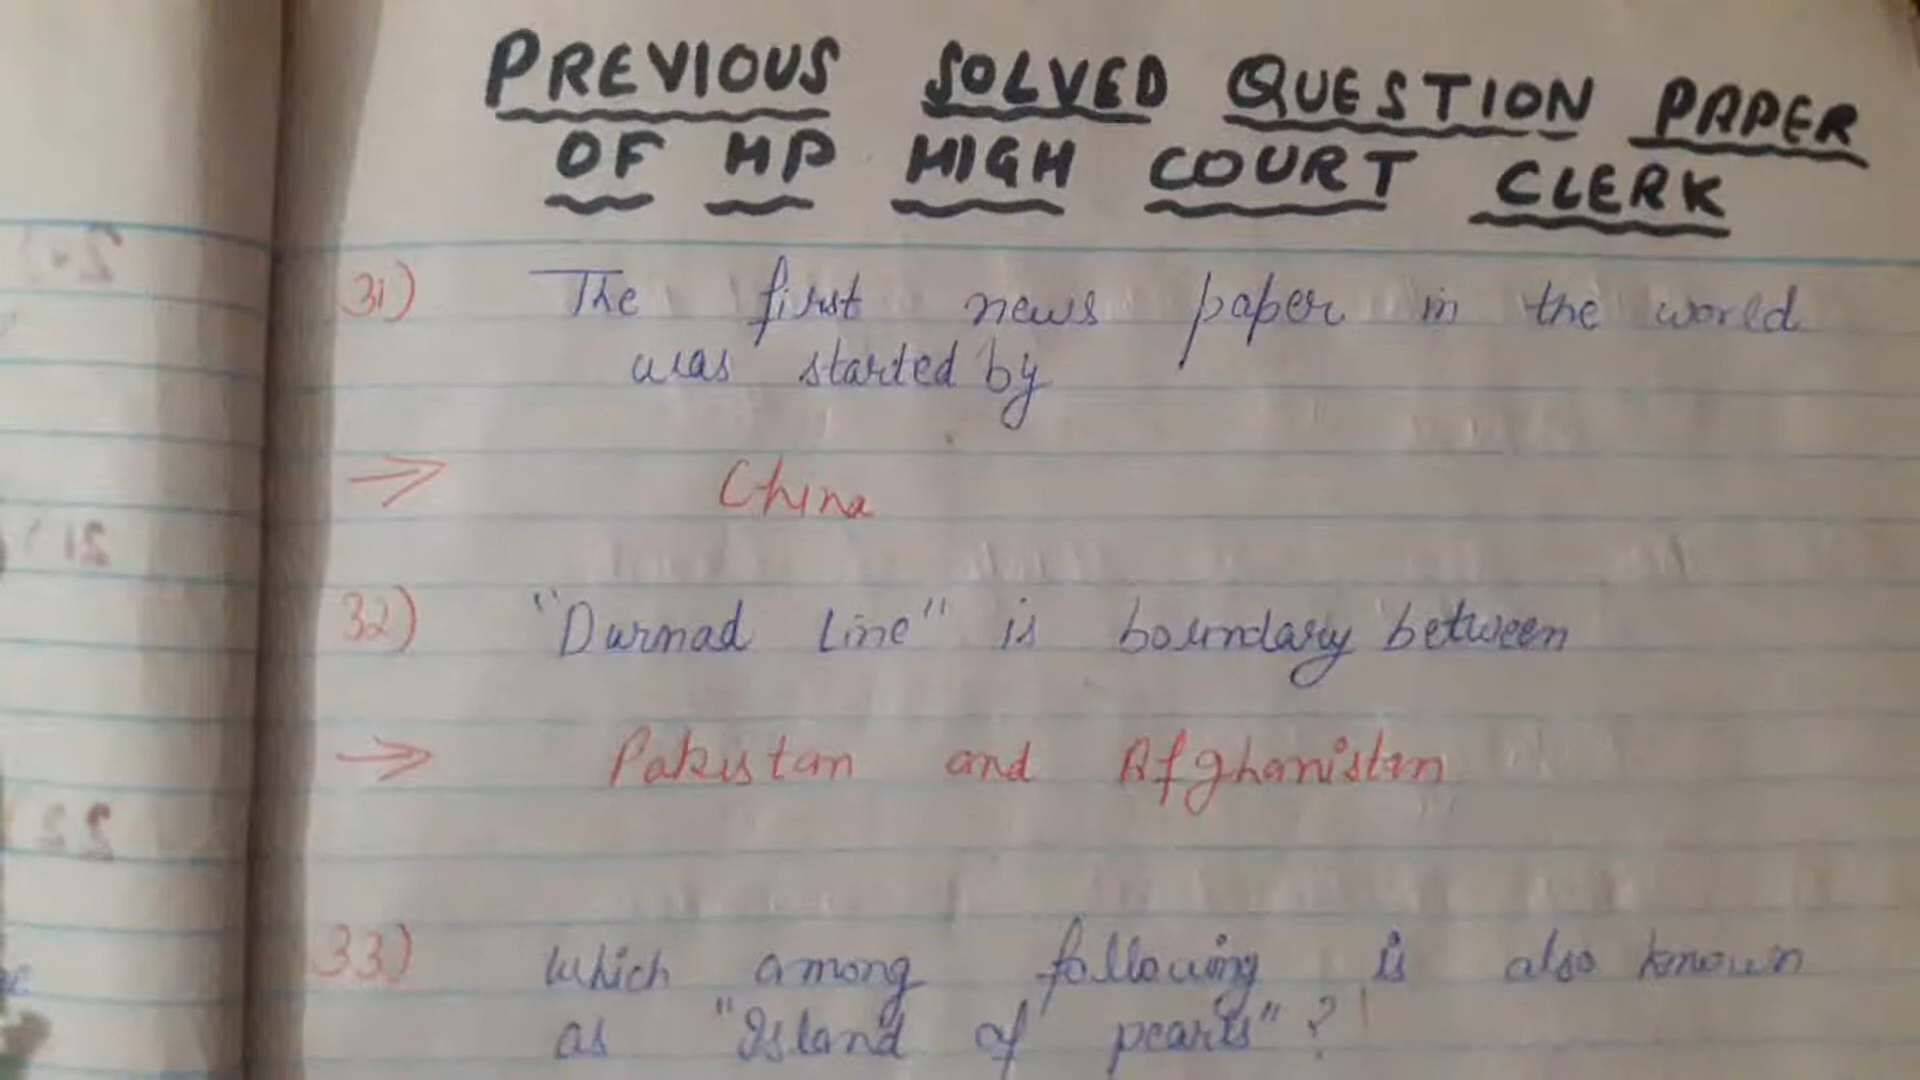 PREVIOUS SOLVED QUESTION PAPER
OF HP HIGH COURT CLERK
31) The first news paper in the world
was started by
⇒ China
32) "Durnad Line" is boundary between
⇒ Pakistan and Afghanistan
33) Which among following is also known
as "Island of pearls"?